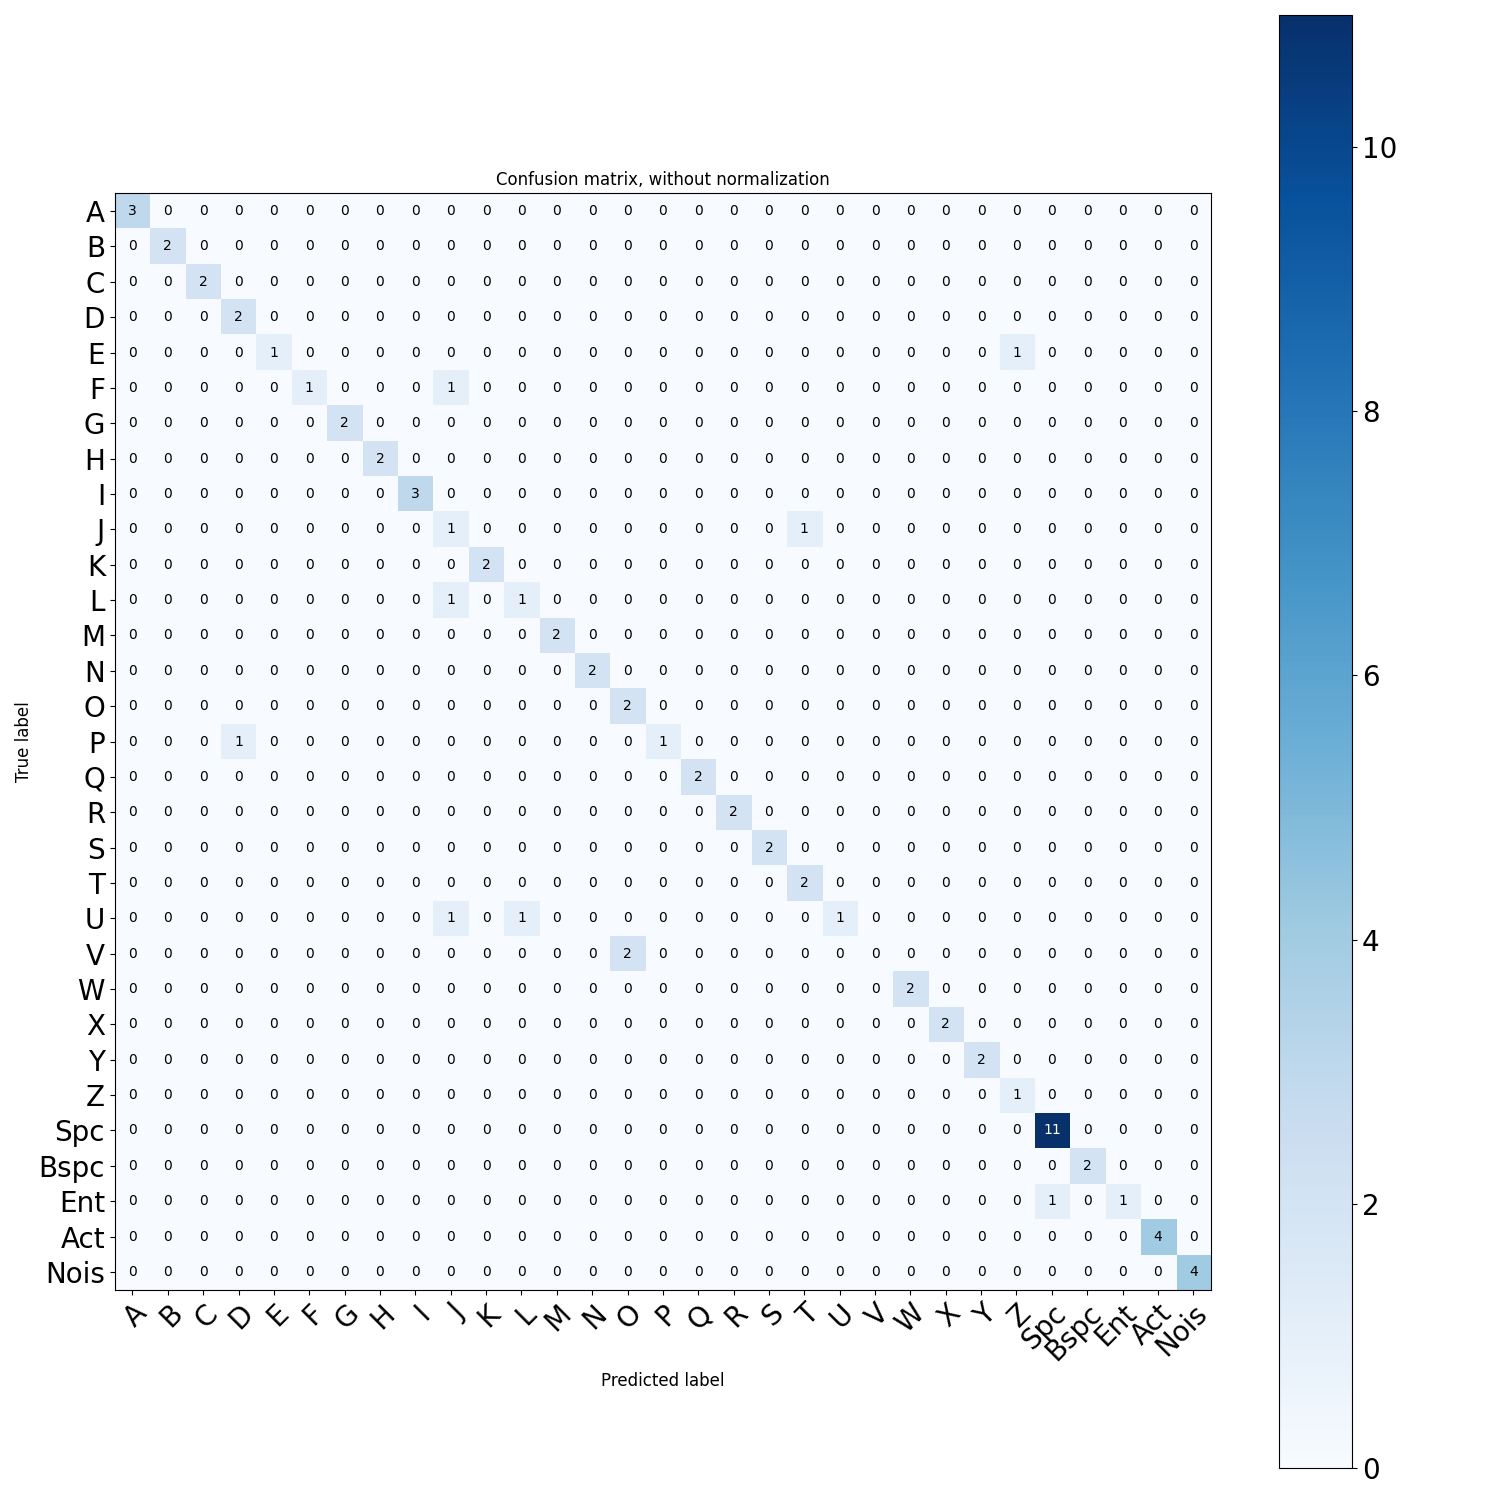 Confusion matrix, without normalization
A 3 0 0 0 0 0 0 0 0 0 0 0 0 0 0 0 0 0 0 0 0 0 0 0 0 0 0 0 0 0 0
B 0 2 0 0 0 0 0 0 0 0 0 0 0 0 0 0 0 0 0 0 0 0 0 0 0 0 0 0 0 0 0
C 0 0 2 0 0 0 0 0 0 0 0 0 0 0 0 0 0 0 0 0 0 0 0 0 0 0 0 0 0 0 0
D 0 0 0 2 0 0 0 0 0 0 0 0 0 0 0 0 0 0 0 0 0 0 0 0 0 0 0 0 0 0 0
E 0 0 0 0 1 0 0 0 0 0 0 0 0 0 0 0 0 0 0 0 0 0 0 0 0 1 0 0 0 0 0
F 0 0 0 0 0 1 0 0 0 1 0 0 0 0 0 0 0 0 0 0 0 0 0 0 0 0 0 0 0 0 0
G 0 0 0 0 0 0 2 0 0 0 0 0 0 0 0 0 0 0 0 0 0 0 0 0 0 0 0 0 0 0 0
H 0 0 0 0 0 0 0 2 0 0 0 0 0 0 0 0 0 0 0 0 0 0 0 0 0 0 0 0 0 0 0
I 0 0 0 0 0 0 0 0 3 0 0 0 0 0 0 0 0 0 0 0 0 0 0 0 0 0 0 0 0 0 0
J 0 0 0 0 0 0 0 0 0 1 0 0 0 0 0 0 0 0 0 1 0 0 0 0 0 0 0 0 0 0 0
K 0 0 0 0 0 0 0 0 0 0 2 0 0 0 0 0 0 0 0 0 0 0 0 0 0 0 0 0 0 0 0
L 0 0 0 0 0 0 0 0 0 1 0 1 0 0 0 0 0 0 0 0 0 0 0 0 0 0 0 0 0 0 0
M 0 0 0 0 0 0 0 0 0 0 0 0 2 0 0 0 0 0 0 0 0 0 0 0 0 0 0 0 0 0 0
N 0 0 0 0 0 0 0 0 0 0 0 0 0 2 0 0 0 0 0 0 0 0 0 0 0 0 0 0 0 0 0
O 0 0 0 0 0 0 0 0 0 0 0 0 0 0 2 0 0 0 0 0 0 0 0 0 0 0 0 0 0 0 0
P 0 0 0 1 0 0 0 0 0 0 0 0 0 0 0 1 0 0 0 0 0 0 0 0 0 0 0 0 0 0 0
Q 0 0 0 0 0 0 0 0 0 0 0 0 0 0 0 0 2 0 0 0 0 0 0 0 0 0 0 0 0 0 0
R 0 0 0 0 0 0 0 0 0 0 0 0 0 0 0 0 0 2 0 0 0 0 0 0 0 0 0 0 0 0 0
S 0 0 0 0 0 0 0 0 0 0 0 0 0 0 0 0 0 0 2 0 0 0 0 0 0 0 0 0 0 0 0
T 0 0 0 0 0 0 0 0 0 0 0 0 0 0 0 0 0 0 0 2 0 0 0 0 0 0 0 0 0 0 0
U 0 0 0 0 0 0 0 0 0 1 0 1 0 0 0 0 0 0 0 0 1 0 0 0 0 0 0 0 0 0 0
V 0 0 0 0 0 0 0 0 0 0 0 0 0 0 2 0 0 0 0 0 0 0 0 0 0 0 0 0 0 0 0
W 0 0 0 0 0 0 0 0 0 0 0 0 0 0 0 0 0 0 0 0 0 0 2 0 0 0 0 0 0 0 0
X 0 0 0 0 0 0 0 0 0 0 0 0 0 0 0 0 0 0 0 0 0 0 0 2 0 0 0 0 0 0 0
Y 0 0 0 0 0 0 0 0 0 0 0 0 0 0 0 0 0 0 0 0 0 0 0 0 2 0 0 0 0 0 0
Z 0 0 0 0 0 0 0 0 0 0 0 0 0 0 0 0 0 0 0 0 0 0 0 0 0 1 0 0 0 0 0
Spc 0 0 0 0 0 0 0 0 0 0 0 0 0 0 0 0 0 0 0 0 0 0 0 0 0 0 11 0 0 0 0
Bspc 0 0 0 0 0 0 0 0 0 0 0 0 0 0 0 0 0 0 0 0 0 0 0 0 0 0 0 2 0 0 0
Ent 0 0 0 0 0 0 0 0 0 0 0 0 0 0 0 0 0 0 0 0 0 0 0 0 0 0 1 0 1 0 0
Act 0 0 0 0 0 0 0 0 0 0 0 0 0 0 0 0 0 0 0 0 0 0 0 0 0 0 0 0 0 4 0
Nois 0 0 0 0 0 0 0 0 0 0 0 0 0 0 0 0 0 0 0 0 0 0 0 0 0 0 0 0 0 0 4
A B C D E F G H I J K L M N O P Q R S T U V W X Y Z Spc Bspc Ent Act Nois
Predicted label
True label
10
8
6
4
2
0